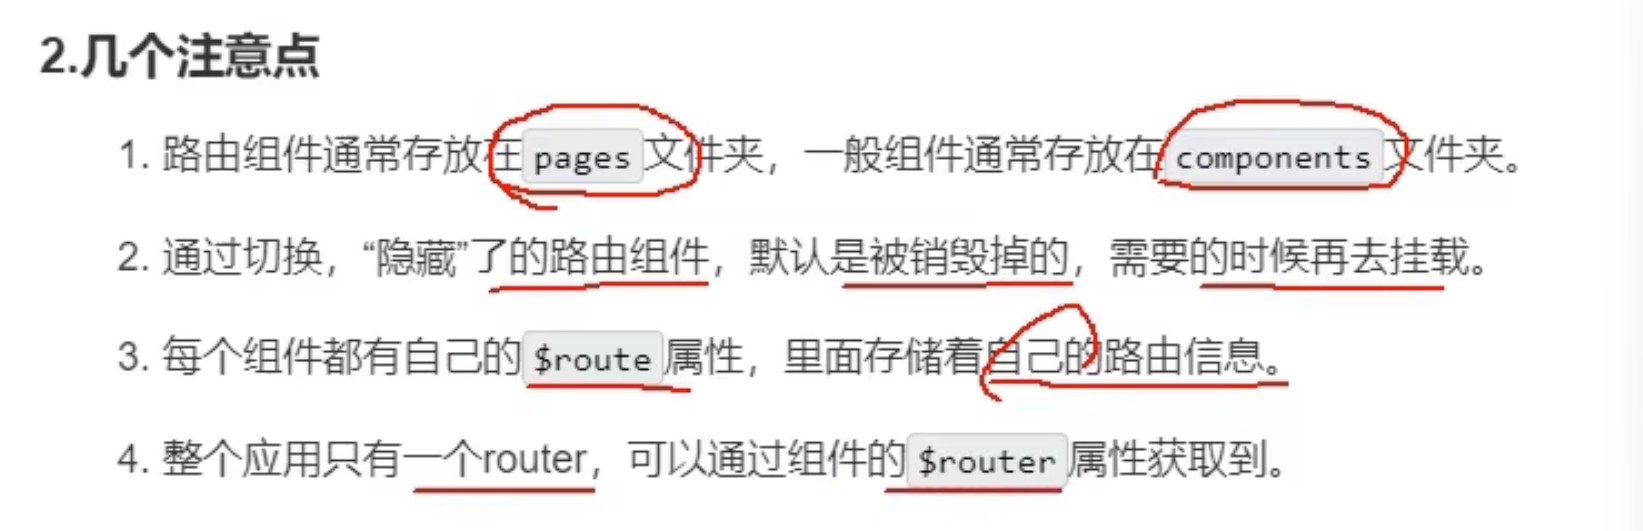 2.几个注意点
1. 路由组件通常存放在 pages 文件夹，一般组件通常存放在 components 文件夹。
2. 通过切换，“隐藏”了的路由组件，默认是被销毁掉的，需要的时候再去挂载。
3. 每个组件都有自己的 $route 属性，里面存储着自己的路由信息。
4. 整个应用只有一个router，可以通过组件的 $router 属性获取到。